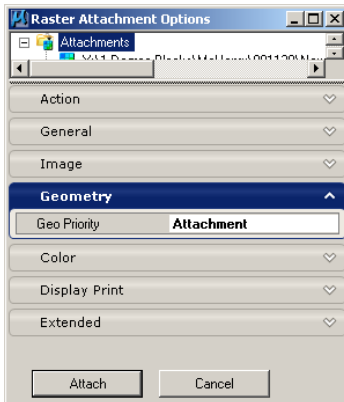 Raster Attachment Options
Attachments
Action
General
Image
Geometry
Geo Priority Attachment
Color
Display Print
Extended
Attach Cancel